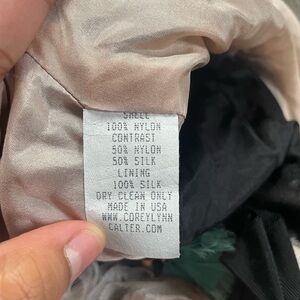 SHELL
100% NYLON
CONTRAST
50% NYLON
50% SILK
LINING
100% SILK
DRY CLEAN ONLY
MADE IN USA
WWW.COREYLYNN
CALTER.COM